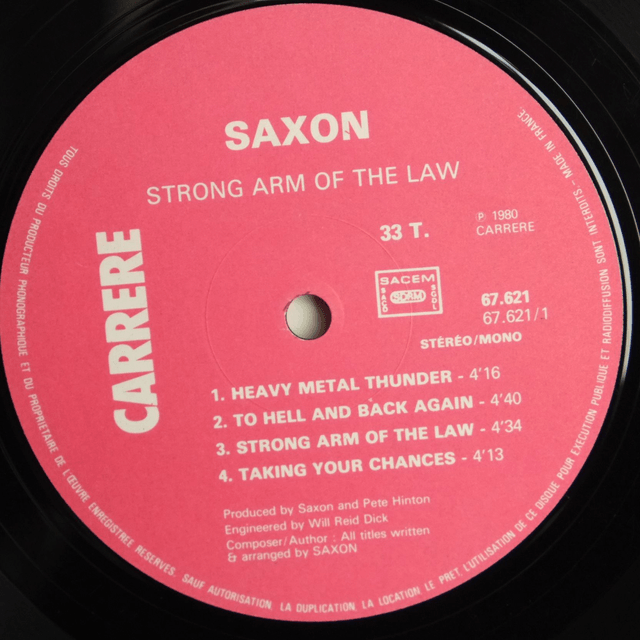 SAXON
STRONG ARM OF THE LAW
33 T.
℗ 1980
CARRERE
CARRERE
SACEM
SACD
SDRM
SCDL
67.621
67.621/1
STÉRÉO/MONO
1. HEAVY METAL THUNDER - 4'16
2. TO HELL AND BACK AGAIN - 4'40
3. STRONG ARM OF THE LAW - 4'34
4. TAKING YOUR CHANCES - 4'13
Produced by Saxon and Pete Hinton
Engineered by Will Reid Dick
Composer/Author : All titles written
& arranged by SAXON
TOUS DROITS DU PRODUCTEUR PHONOGRAPHIQUE ET DU PROPRIETAIRE DE L'ŒUVRE ENREGISTREE RESERVES. SAUF AUTORISATION, LA DUPLICATION, LA LOCATION, LE PRET, L'UTILISATION DE CE DISQUE POUR EXECUTION PUBLIQUE ET RADIODIFFUSION SONT INTERDITS. - MADE IN FRANCE